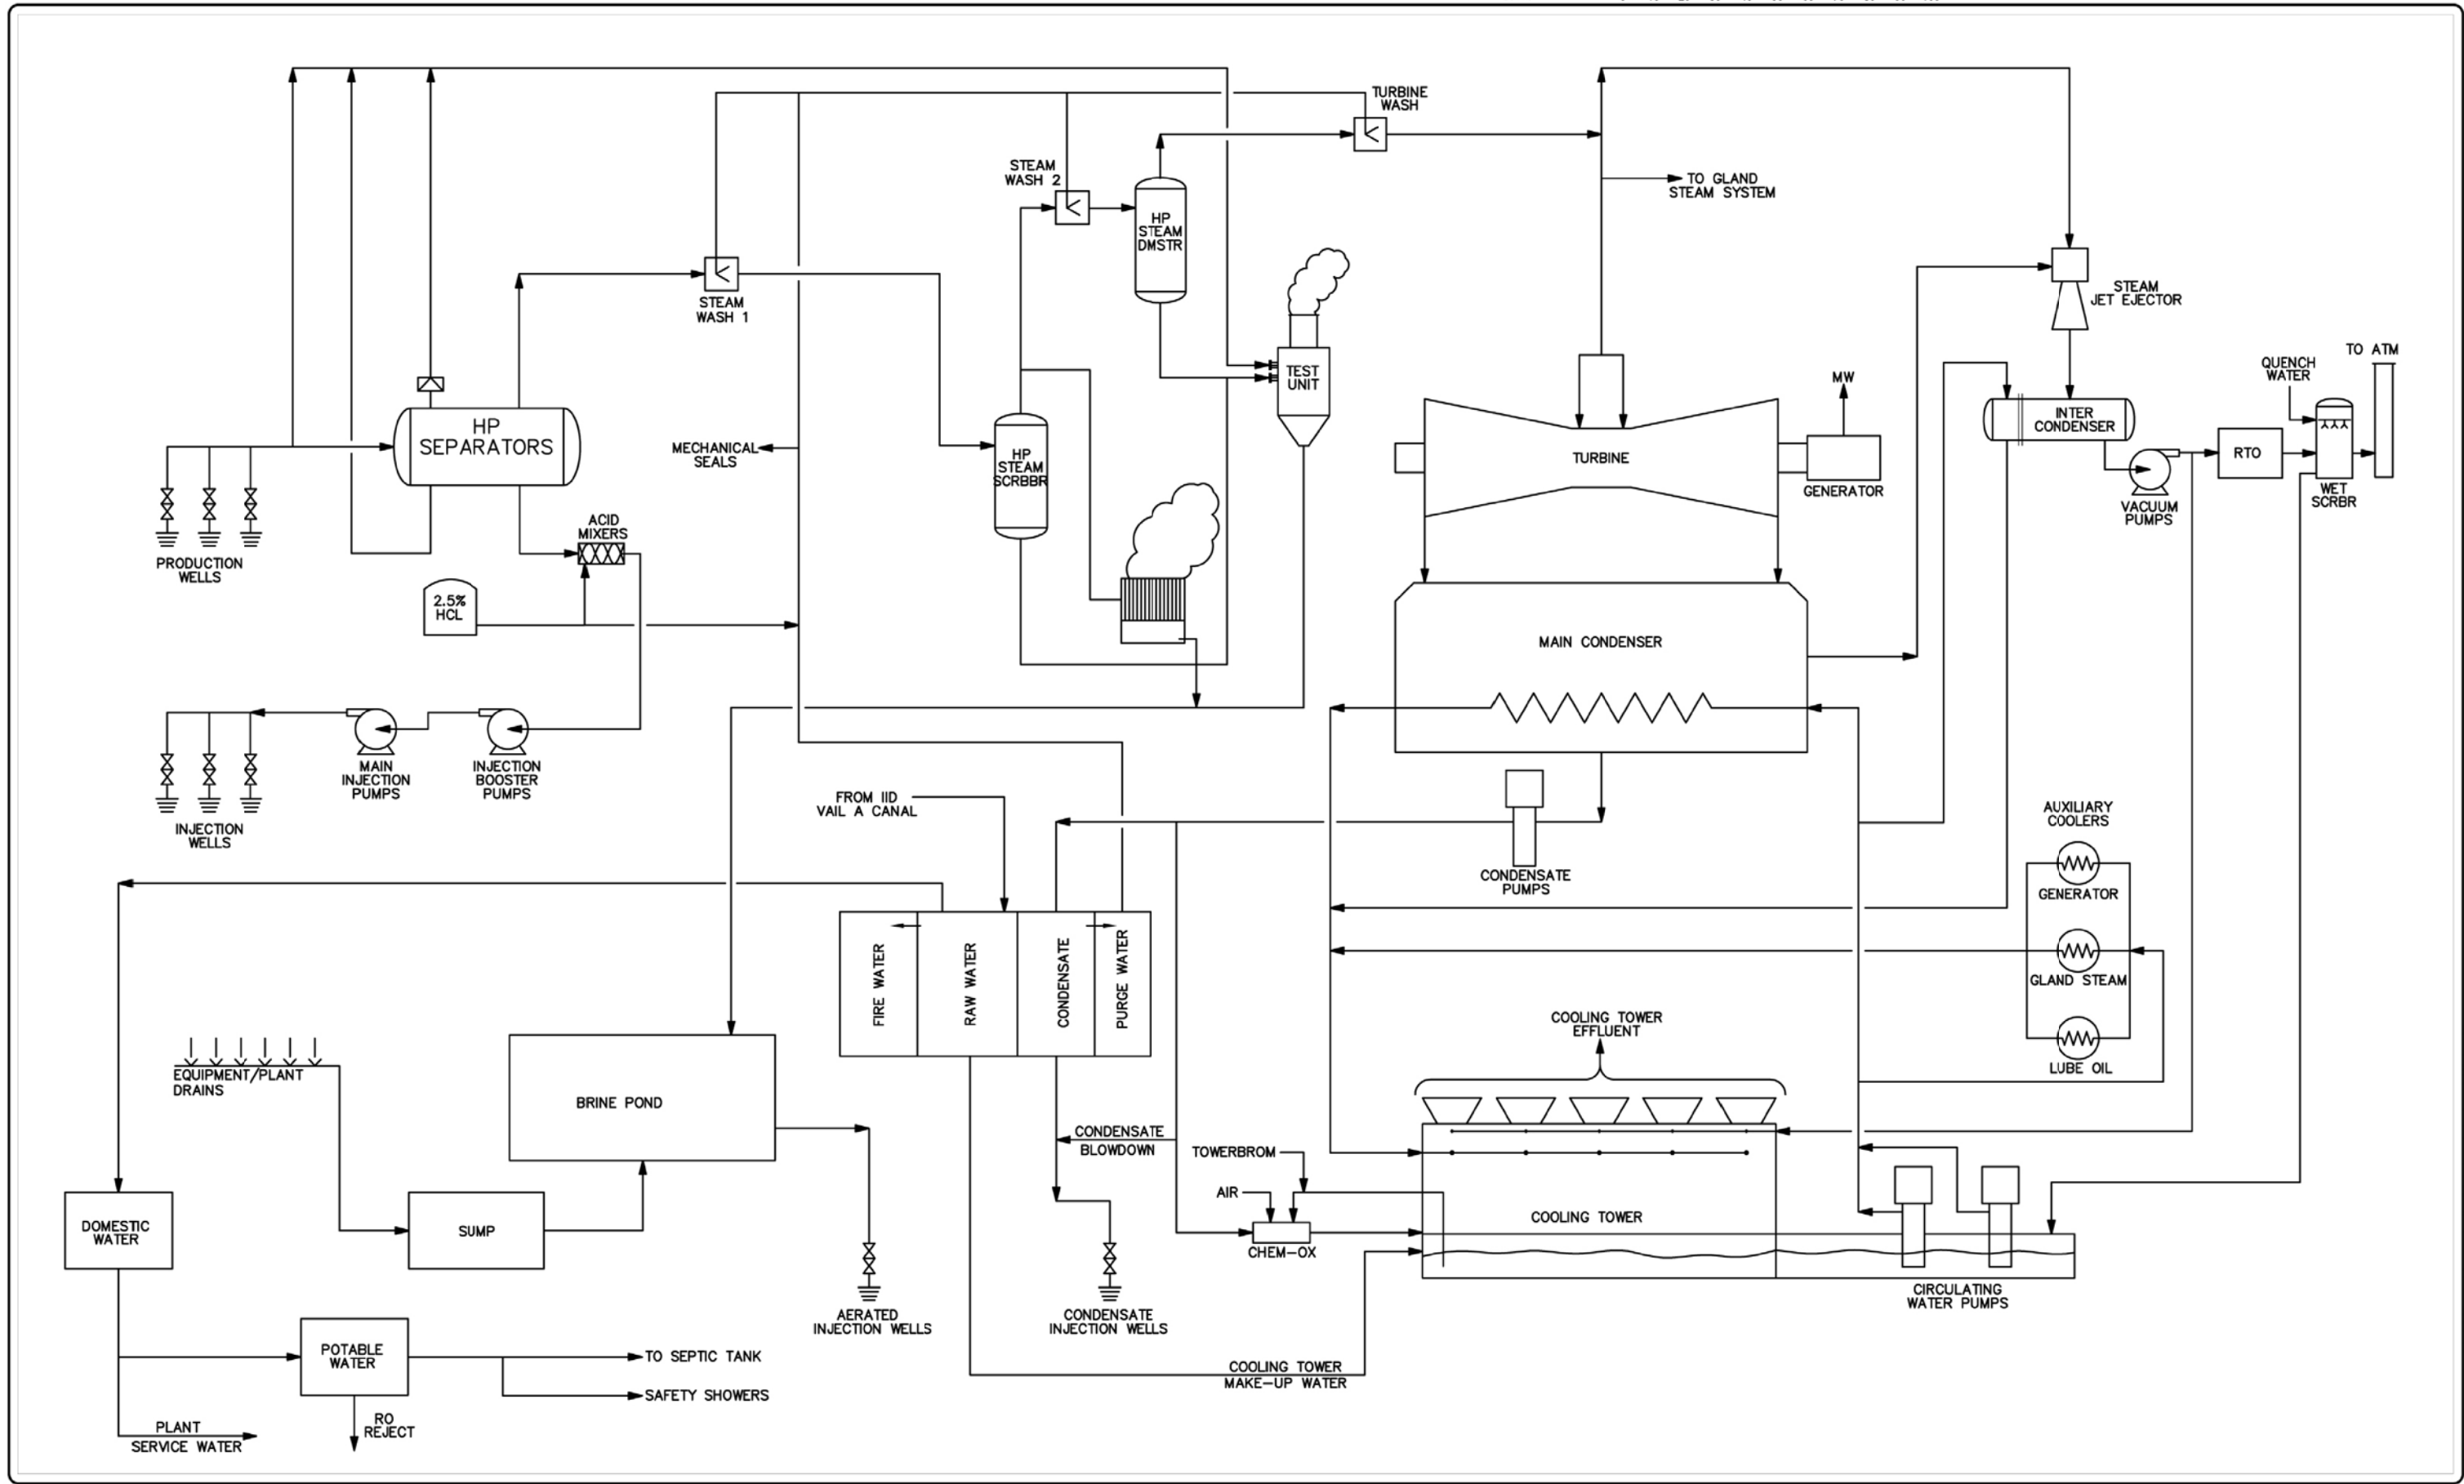 TURBINE
WASH
STEAM
WASH 2
TO GLAND
STEAM SYSTEM
HP
STEAM
DMSTR
STEAM
WASH 1
STEAM
JET EJECTOR
TO ATM
QUENCH
WATER
TEST
UNIT
MW
INTER
CONDENSER
HP
SEPARATORS
MECHANICAL
SEALS
HP
STEAM
SCRBBR
TURBINE
GENERATOR
RTO
WET
SCRBR
VACUUM
PUMPS
PRODUCTION
WELLS
ACID
MIXERS
2.5%
HCL
MAIN CONDENSER
MAIN
INJECTION
PUMPS
INJECTION
BOOSTER
PUMPS
INJECTION
WELLS
FROM IID
VAIL A CANAL
CONDENSATE
PUMPS
AUXILIARY
COOLERS
GENERATOR
GLAND STEAM
LUBE OIL
FIRE WATER
RAW WATER
CONDENSATE
PURGE WATER
COOLING TOWER
EFFLUENT
EQUIPMENT/PLANT
DRAINS
BRINE POND
CONDENSATE
BLOWDOWN
TOWERBROM
AIR
CHEM-OX
COOLING TOWER
DOMESTIC
WATER
SUMP
CIRCULATING
WATER PUMPS
AERATED
INJECTION WELLS
CONDENSATE
INJECTION WELLS
POTABLE
WATER
TO SEPTIC TANK
SAFETY SHOWERS
COOLING TOWER
MAKE-UP WATER
RO
REJECT
PLANT
SERVICE WATER